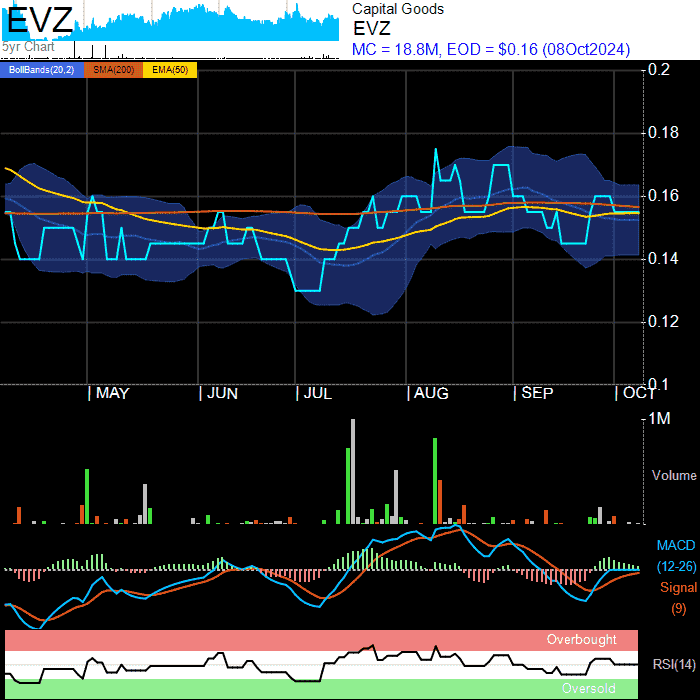 EVZ
5yr Chart
Capital Goods
EVZ
MC = 18.8M, EOD = $0.16 (08Oct2024)
BollBands(20,2) SMA(200) EMA(50)
0.2
0.18
0.16
0.14
0.12
0.1
MAY JUN JUL AUG SEP OCT
1M
Volume
MACD
(12-26)
Signal
(9)
Overbought
RSI(14)
Oversold